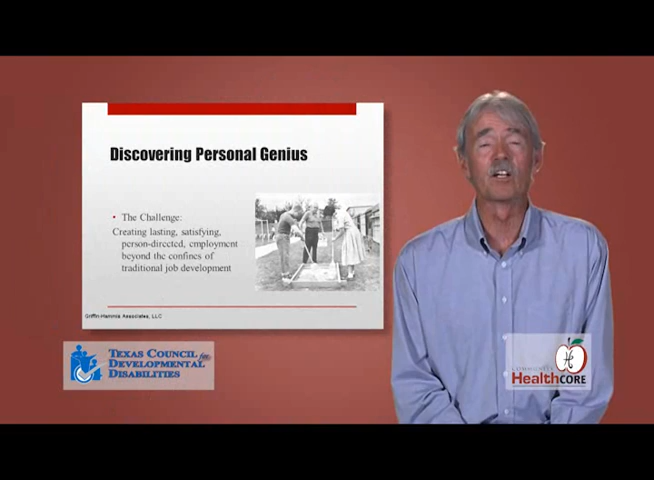 Discovering Personal Genius
• The Challenge:
Creating lasting, satisfying,
person-directed, employment
beyond the confines of
traditional job development
Griffin-Hammis Associates, LLC
TEXAS COUNCIL for
DEVELOPMENTAL
DISABILITIES
COMMUNITY
HealthCORE